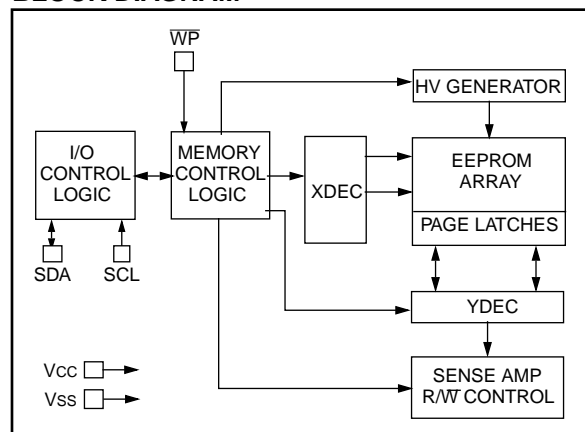 BLOCK DIAGRAM
WP
HV GENERATOR
I/O
CONTROL
LOGIC
MEMORY
CONTROL
LOGIC
XDEC
EEPROM
ARRAY
PAGE LATCHES
SDA
SCL
YDEC
VCC
VSS
SENSE AMP
R/W CONTROL